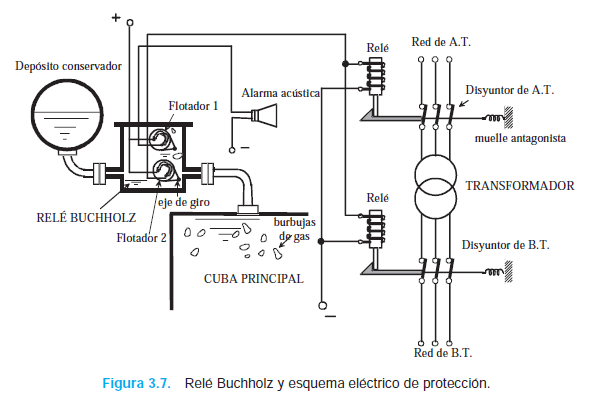 +
Depósito conservador
Flotador 1
Alarma acústica
Relé
Red de A.T.
Disyuntor de A.T.
muelle antagonista
–
TRANSFORMADOR
RELÉ BUCHHOLZ
eje de giro
Flotador 2
burbujas
de gas
CUBA PRINCIPAL
Relé
Disyuntor de B.T.
–
Red de B.T.
Figura 3.7. Relé Buchholz y esquema eléctrico de protección.